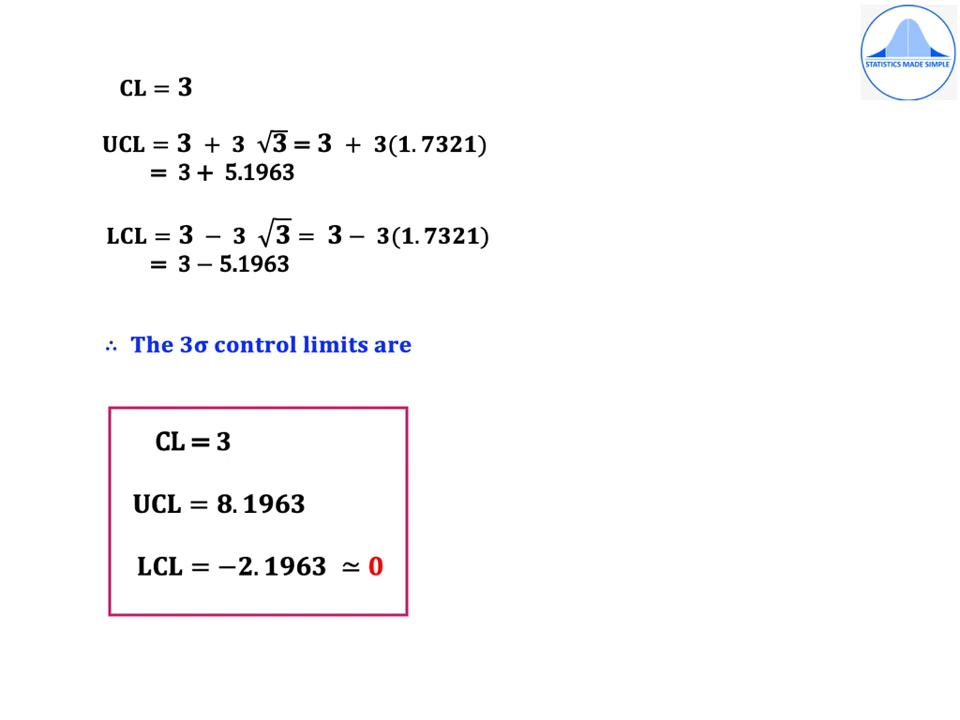 STATISTICS MADE SIMPLE
CL = 3
UCL = 3 + 3 √3 = 3 + 3(1.7321)
= 3 + 5.1963
LCL = 3 − 3 √3 = 3 − 3(1.7321)
= 3 − 5.1963
∴ The 3σ control limits are
CL = 3
UCL = 8.1963
LCL = −2.1963 ≃ 0